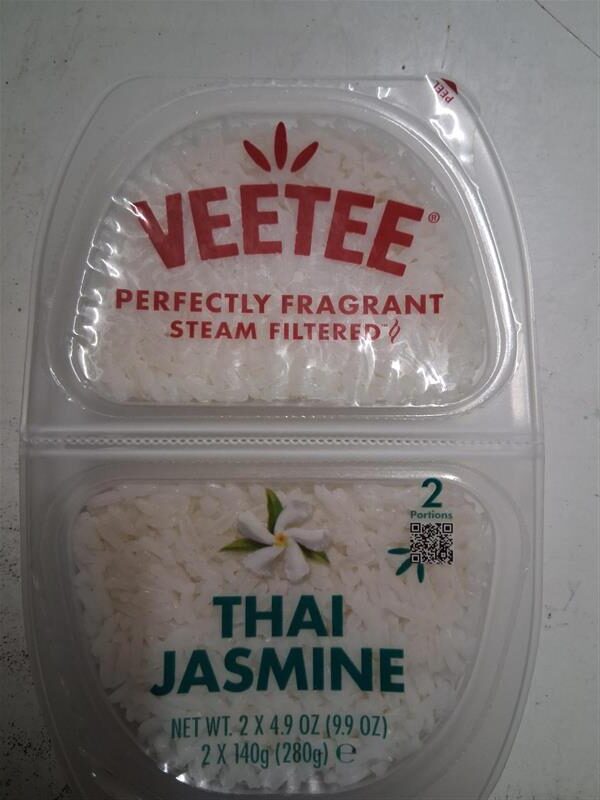 PEEL
VEETEE®
PERFECTLY FRAGRANT
STEAM FILTERED™
2
Portions
THAI
JASMINE
NET WT. 2 X 4.9 OZ (9.9 OZ)
2 X 140g (280g) ℮